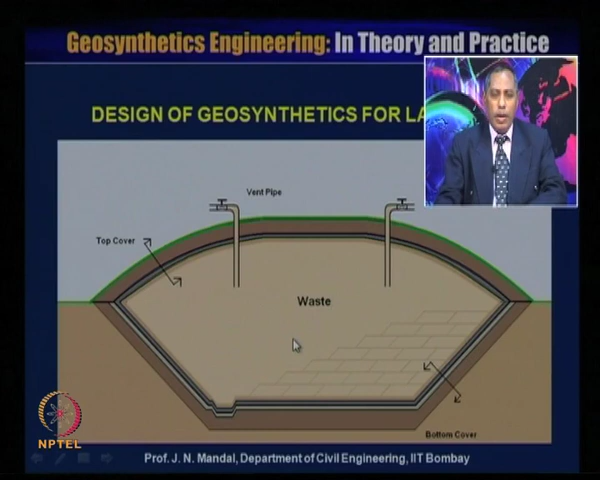 Geosynthetics Engineering: In Theory and Practice
DESIGN OF GEOSYNTHETICS FOR LA
Vent Pipe
Top Cover
Waste
Bottom Cover
NPTEL
Prof. J. N. Mandal, Department of Civil Engineering, IIT Bombay